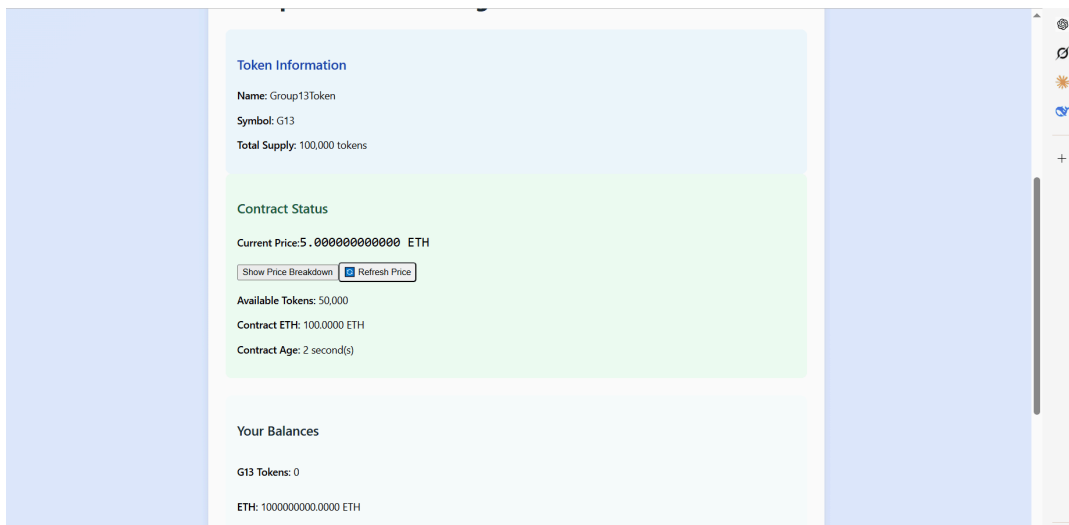 Token Information
Name: Group13Token
Symbol: G13
Total Supply: 100,000 tokens
Contract Status
Current Price:5.000000000000 ETH
Show Price Breakdown Refresh Price
Available Tokens: 50,000
Contract ETH: 100.0000 ETH
Contract Age: 2 second(s)
Your Balances
G13 Tokens: 0
ETH: 1000000000.0000 ETH